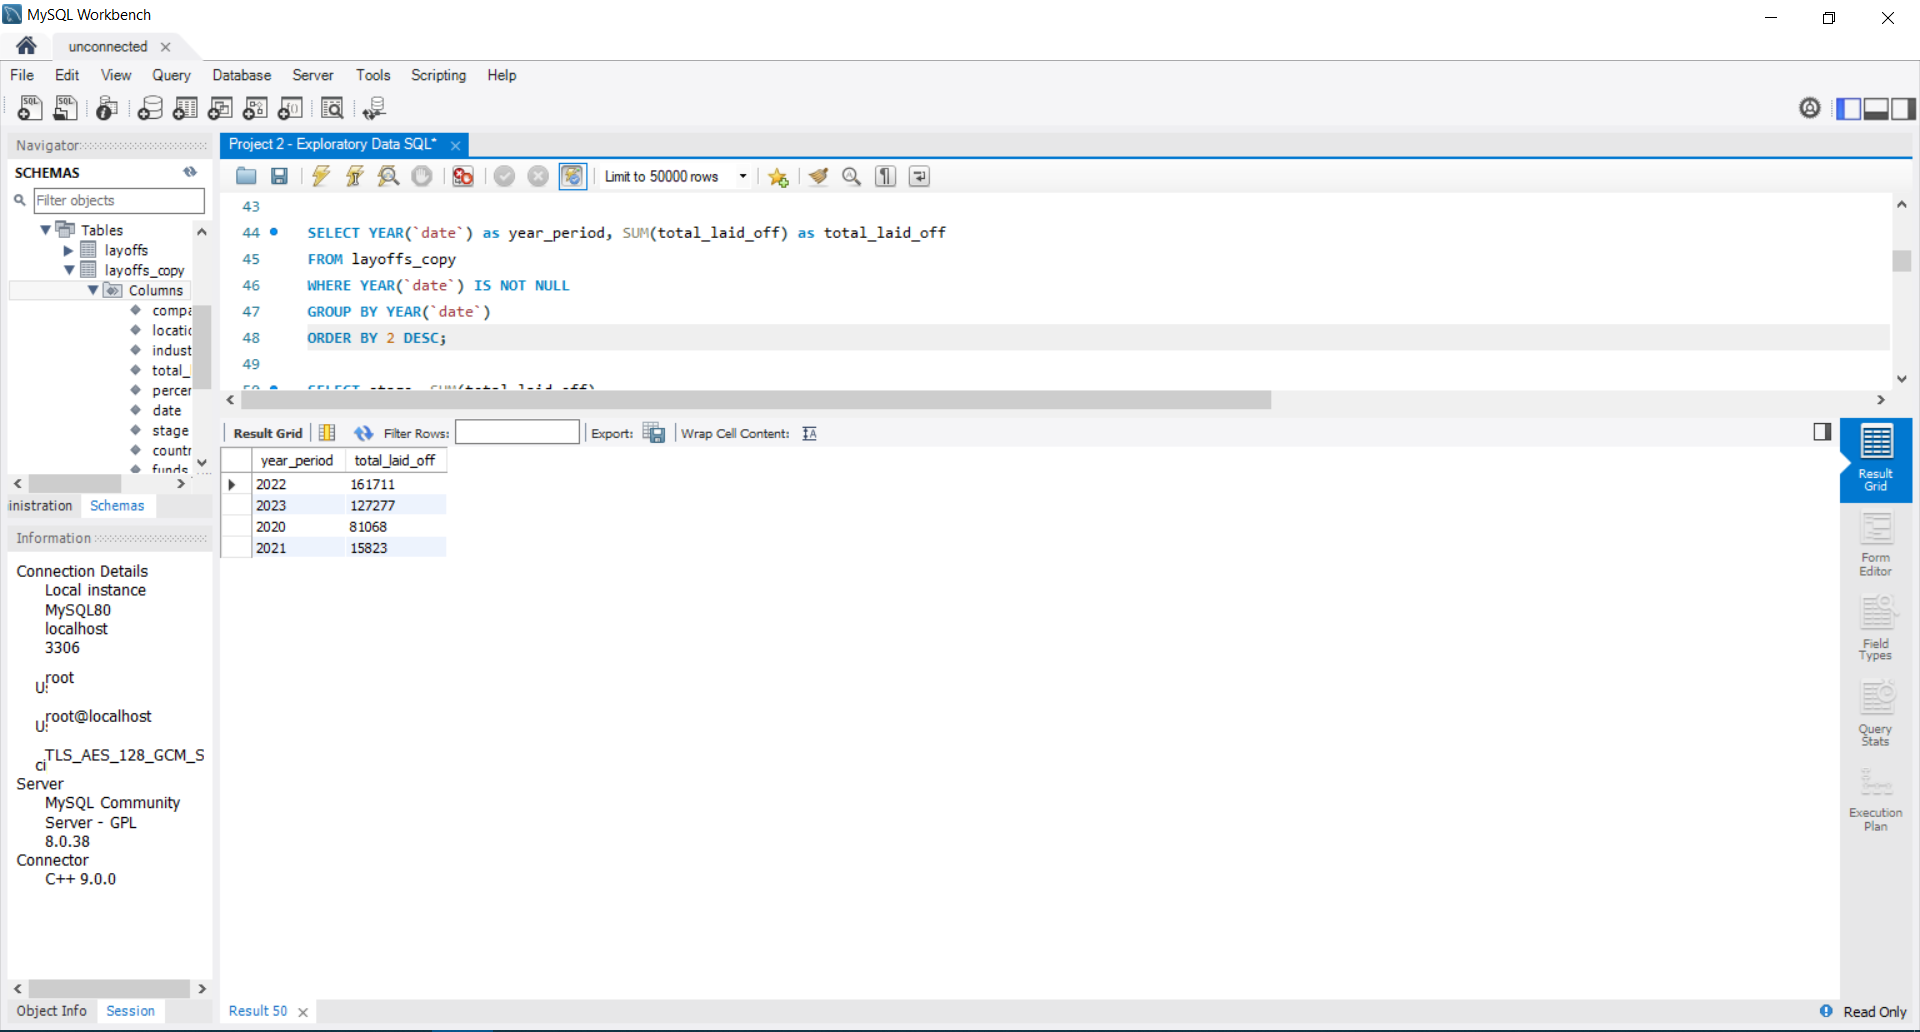 MySQL Workbench
unconnected
File Edit View Query Database Server Tools Scripting Help
Navigator
SCHEMAS
Filter objects
Tables
layoffs
layoffs_copy
Columns
compa
locatic
indust
total_
percer
date
stage
countr
funds
inistration Schemas
Information
Connection Details
Local instance
MySQL80
localhost
3306
root
U:
root@localhost
U:
TLS_AES_128_GCM_S
ci
Server
MySQL Community
Server - GPL
8.0.38
Connector
C++ 9.0.0
Object Info Session
Project 2 - Exploratory Data SQL*
Limit to 50000 rows
43
44 SELECT YEAR(`date`) as year_period, SUM(total_laid_off) as total_laid_off
45 FROM layoffs_copy
46 WHERE YEAR(`date`) IS NOT NULL
47 GROUP BY YEAR(`date`)
48 ORDER BY 2 DESC;
49
50 SELECT stage, SUM(total_laid_off)
Result Grid Filter Rows: Export: Wrap Cell Content:
year_period total_laid_off
2022 161711
2023 127277
2020 81068
2021 15823
Result
Grid
Form
Editor
Field
Types
Query
Stats
Execution
Plan
Result 50
Read Only